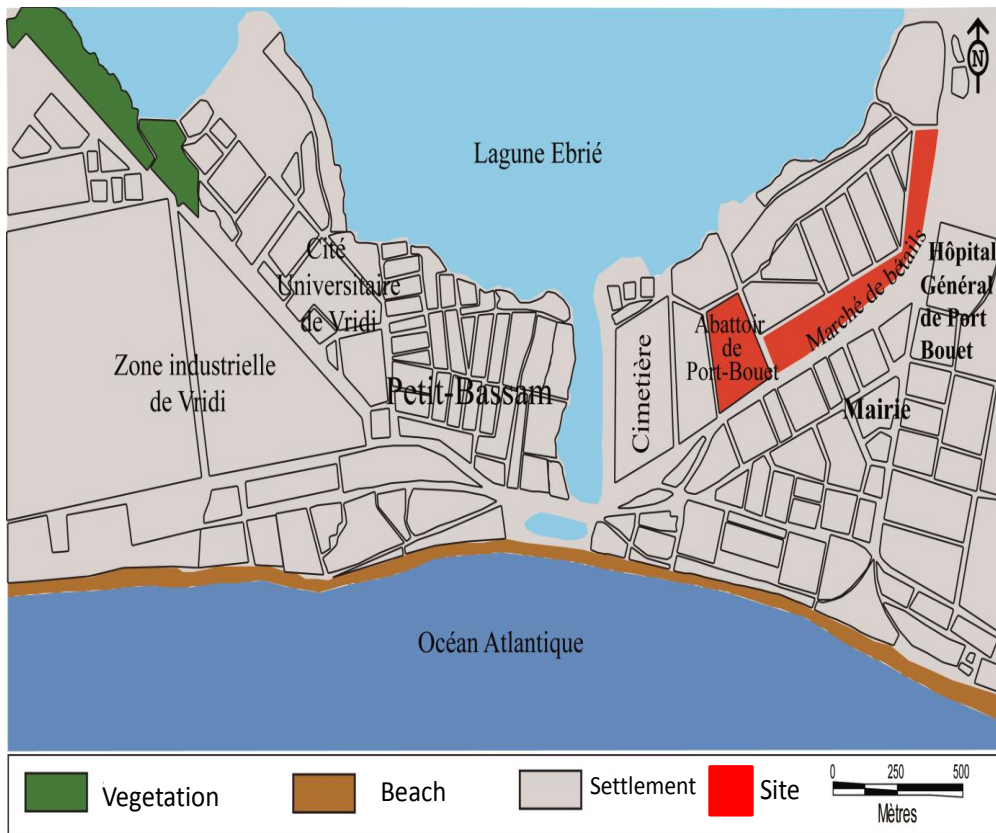 N
Lagune Ebrié
Cité
Universitaire
de Vridi
Zone industrielle
de Vridi
Petit-Bassam
Cimetière
Abattoir
de
Port-Bouet
Marché de bétails
Hôpital
Général
de Port
Bouet
Mairie
Océan Atlantique
Vegetation
Beach
Settlement
Site
0 250 500
Mètres